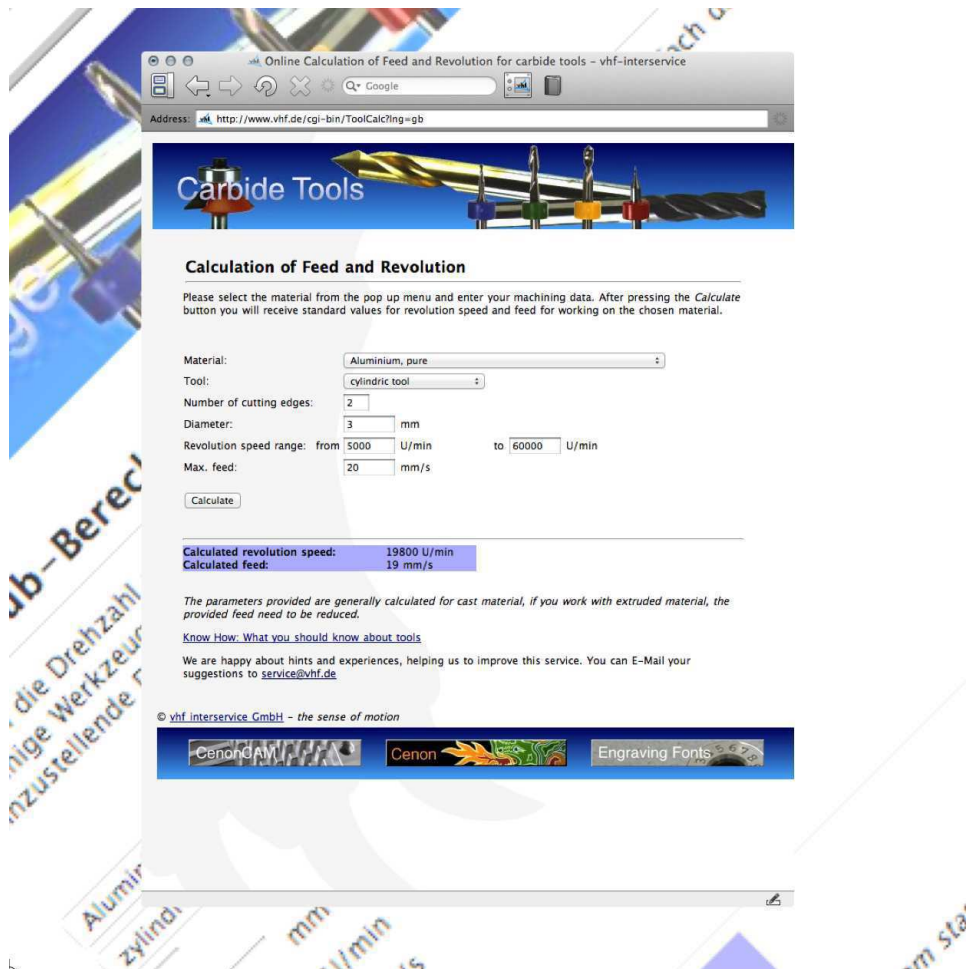 ach d
Online Calculation of Feed and Revolution for carbide tools – vhf-interservice
Google
Address: http://www.vhf.de/cgi-bin/ToolCalc?lng=gb
Carbide Tools
Calculation of Feed and Revolution
Please select the material from the pop up menu and enter your machining data. After pressing the Calculate
button you will receive standard values for revolution speed and feed for working on the chosen material.
Material: Aluminium, pure
Tool: cylindric tool
Number of cutting edges: 2
Diameter: 3 mm
Revolution speed range: from 5000 U/min to 60000 U/min
Max. feed: 20 mm/s
Calculate
Calculated revolution speed: 19800 U/min
Calculated feed: 19 mm/s
The parameters provided are generally calculated for cast material, if you work with extruded material, the
provided feed need to be reduced.
Know How: What you should know about tools
We are happy about hints and experiences, helping us to improve this service. You can E-Mail your
suggestions to service@vhf.de
© vhf interservice GmbH – the sense of motion
CenonCAM Cenon Engraving Fonts
ub-Berech
die Drehzahl
nige Werkzeug
nzustellende
Alumin
zylind
mm
U/min
m sta